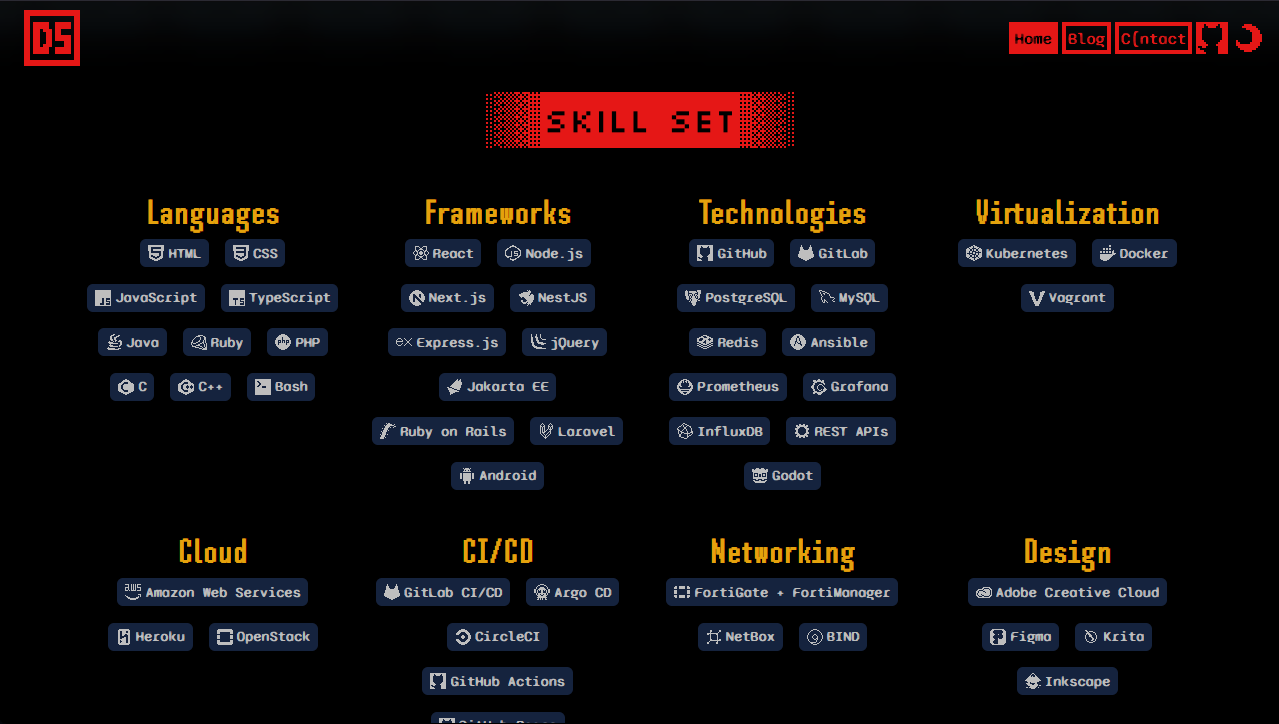 DS
Home Blog C(ntact
SKILL SET
Languages
HTML CSS
JavaScript TypeScript
Java Ruby PHP
C C++ Bash
Frameworks
React Node.js
Next.js NestJS
Express.js jQuery
Jakarta EE
Ruby on Rails Laravel
Android
Technologies
GitHub GitLab
PostgreSQL MySQL
Redis Ansible
Prometheus Grafana
InfluxDB REST APIs
Godot
Virtualization
Kubernetes Docker
Vagrant
Cloud
Amazon Web Services
Heroku OpenStack
CI/CD
GitLab CI/CD Argo CD
CircleCI
GitHub Actions
Networking
FortiGate + FortiManager
NetBox BIND
Design
Adobe Creative Cloud
Figma Krita
Inkscape